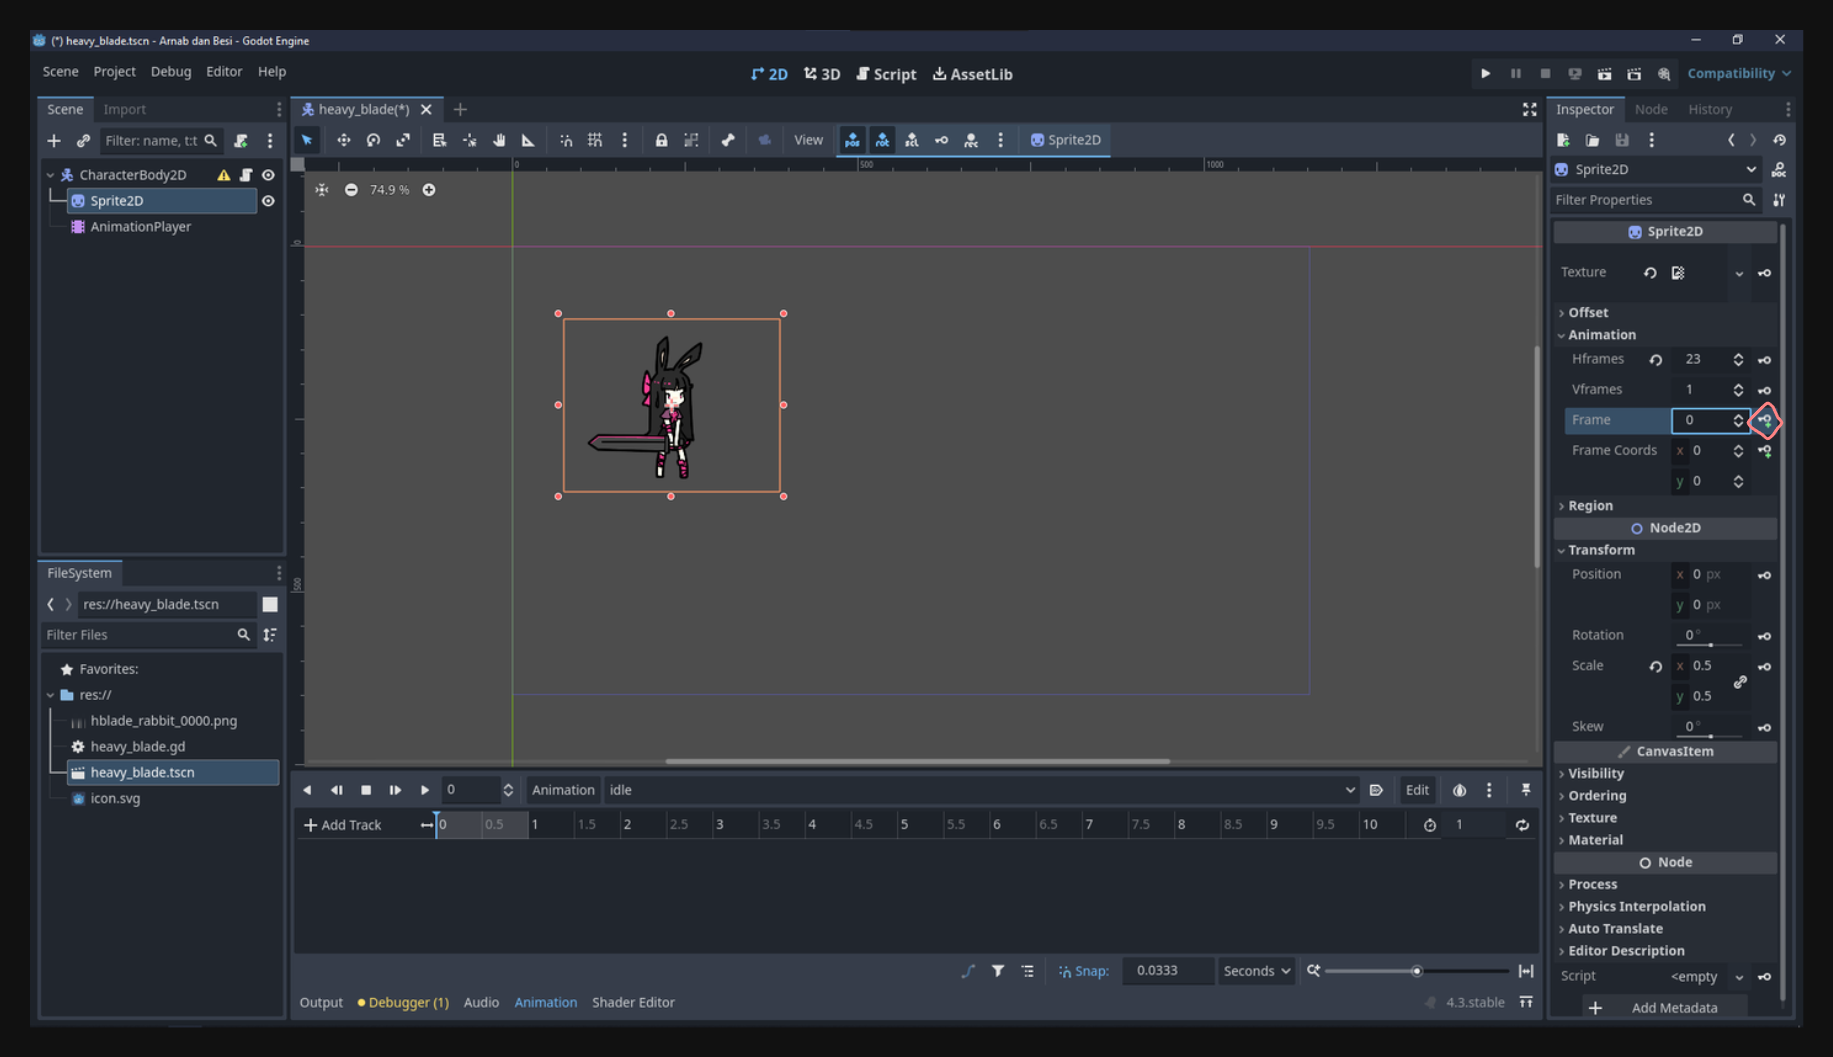 (*) heavy_blade.tscn - Arnab dan Besi - Godot Engine
Scene Project Debug Editor Help
2D 3D Script AssetLib
Compatibility
Scene Import
heavy_blade(*)
Inspector Node History
Filter: name, t:t
View
Sprite2D
CharacterBody2D
Sprite2D
AnimationPlayer
74.9 %
0 500 1000
0
500
Sprite2D
Filter Properties
Sprite2D
Texture
Offset
Animation
Hframes 23
Vframes 1
Frame 0
Frame Coords x 0
y 0
Region
Node2D
Transform
Position x 0 px
y 0 px
Rotation 0 °
Scale x 0.5
y 0.5
Skew 0 °
CanvasItem
Visibility
Ordering
Texture
Material
Node
Process
Physics Interpolation
Auto Translate
Editor Description
Script <empty
Add Metadata
FileSystem
res://heavy_blade.tscn
Filter Files
Favorites:
res://
hblade_rabbit_0000.png
heavy_blade.gd
heavy_blade.tscn
icon.svg
0 Animation idle Edit
Add Track 0 0.5 1 1.5 2 2.5 3 3.5 4 4.5 5 5.5 6 6.5 7 7.5 8 8.5 9 9.5 10 1
Snap: 0.0333 Seconds
Output Debugger (1) Audio Animation Shader Editor 4.3.stable